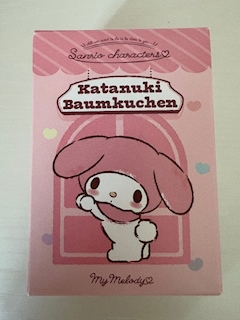 Sanrio characters♡
Katanuki
Baumkuchen
My Melody♡